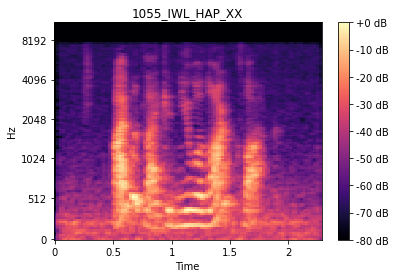 1055_IWL_HAP_XX
Hz
8192
4096
2048
1024
512
0
0
0.5
1
1.5
2
Time
+0 dB
-10 dB
-20 dB
-30 dB
-40 dB
-50 dB
-60 dB
-70 dB
-80 dB